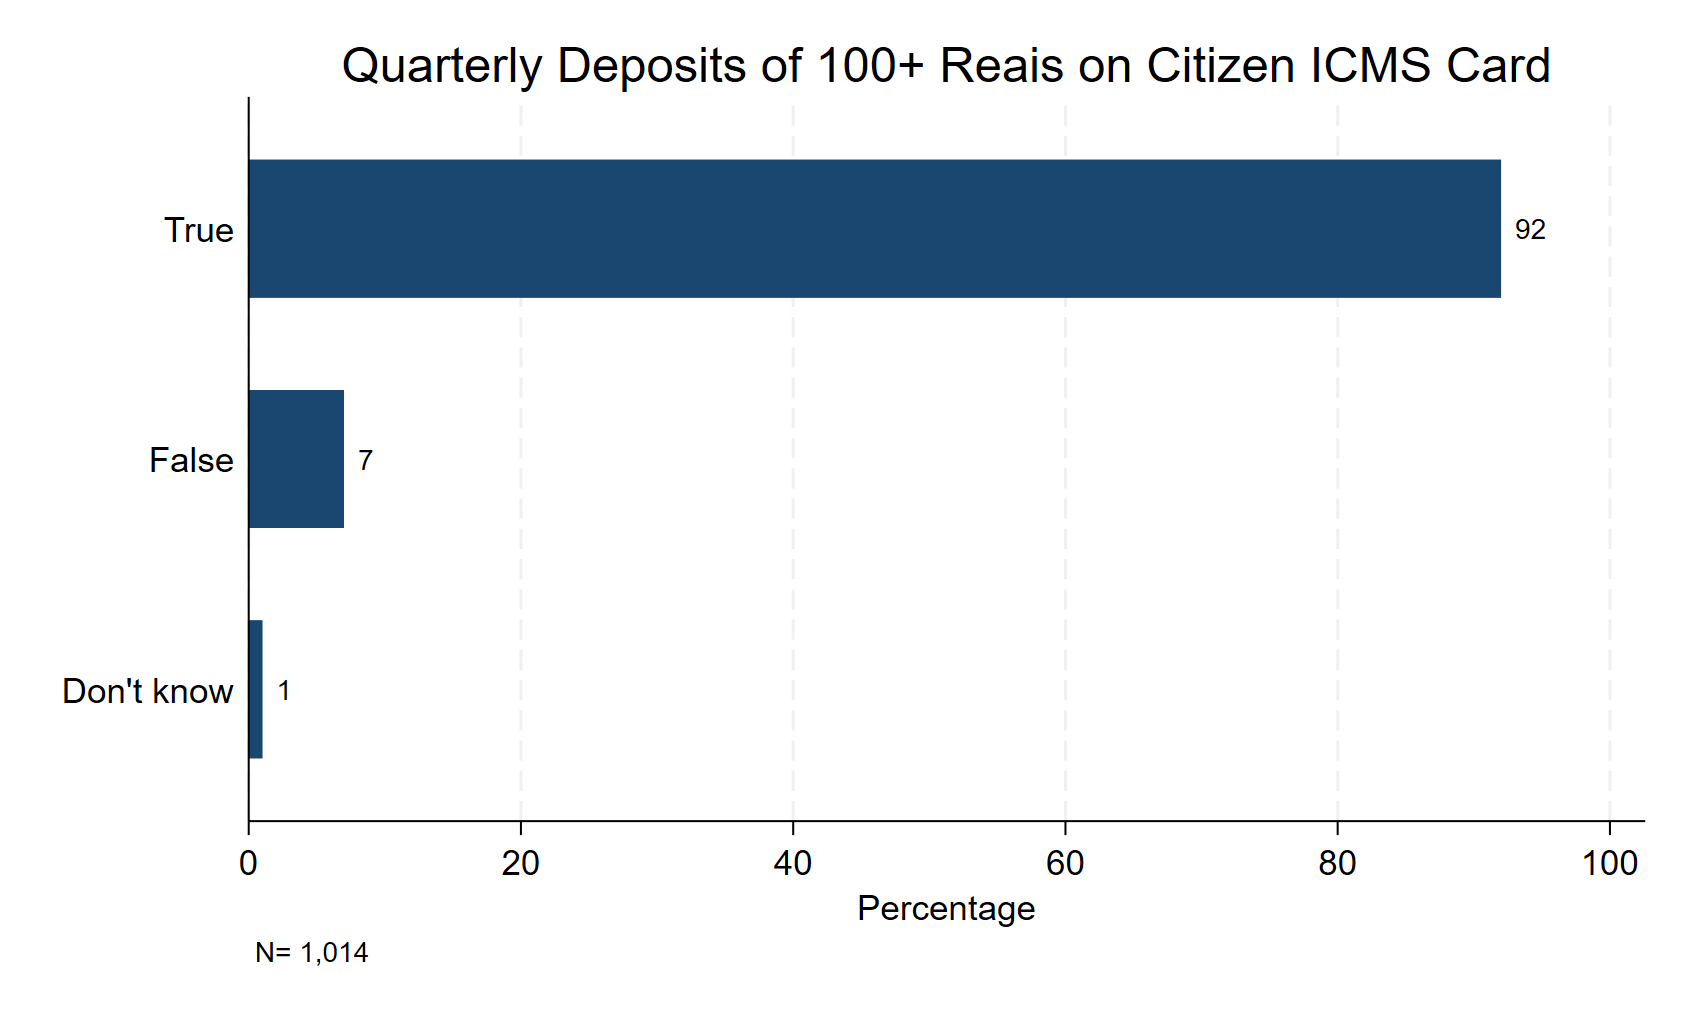 Quarterly Deposits of 100+ Reais on Citizen ICMS Card
True
92
False
7
Don't know
1
0 20 40 60 80 100
Percentage
N= 1,014